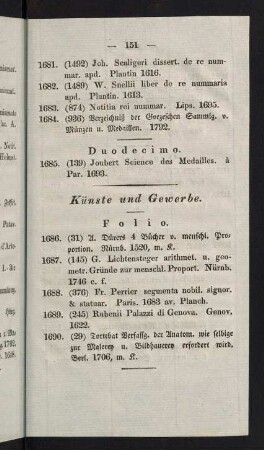 — 151 —
1681. (1492) Joh. Scaligeri dissert. de re num-
mar. apd. Plantin 1616.
1682. (1489) W. Snellii liber de re nummaria
apd. Plantin. 1613.
1683. (874) Notitia rei nummar. Lips. 1695.
1684. (936) Verzeichniß der Goezeschen Sammlg. v.
Münzen u. Medaillen. 1792.
Duodecimo.
1685. (139) Joubert Science des Medailles. à
Par. 1693.
Künste und Gewerbe.
Folio.
1686. (31) A. Dürers 4 Bücher v. menschl. Pro-
portion. Nürnb. 1520, m. K.
1687. (145) G. Lichtensteger arithmet. u. geo-
metr. Gründe zur menschl. Proport. Nürnb.
1746 c. f.
1688. (376) Fr. Perrier segmenta nobil. signor.
& statuar. Paris. 1683 av. Planch.
1689. (245) Rubenii Palazzi di Genova. Genov.
1622.
1690. (29) Tortebat Verfassg. der Anatom. wie selbige
zur Malerey u. Bildhauerey erfordert wird,
Berl. 1706, m. K.